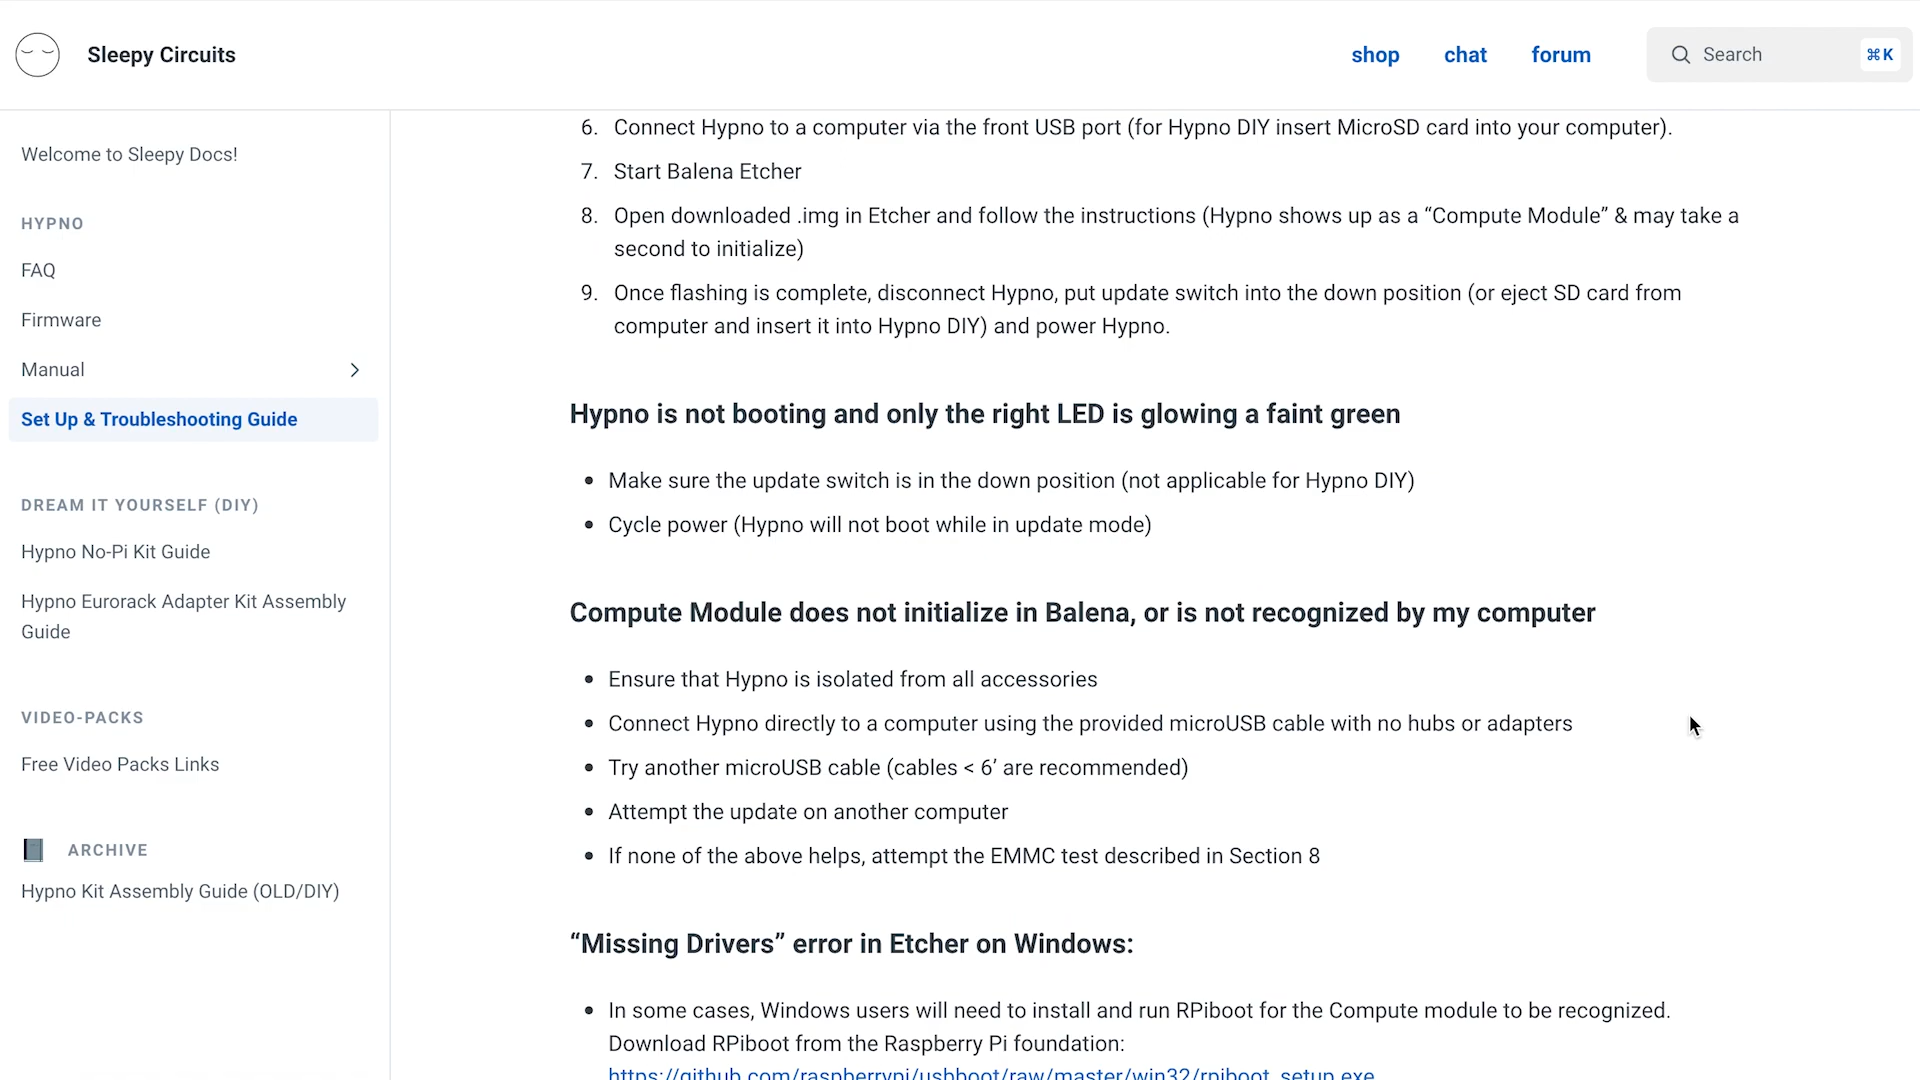 Sleepy Circuits
shop
chat
forum
Search
⌘K
Welcome to Sleepy Docs!
HYPNO
FAQ
Firmware
Manual
Set Up & Troubleshooting Guide
DREAM IT YOURSELF (DIY)
Hypno No-Pi Kit Guide
Hypno Eurorack Adapter Kit Assembly
Guide
VIDEO-PACKS
Free Video Packs Links
ARCHIVE
Hypno Kit Assembly Guide (OLD/DIY)
6. Connect Hypno to a computer via the front USB port (for Hypno DIY insert MicroSD card into your computer).
7. Start Balena Etcher
8. Open downloaded .img in Etcher and follow the instructions (Hypno shows up as a “Compute Module” & may take a
second to initialize)
9. Once flashing is complete, disconnect Hypno, put update switch into the down position (or eject SD card from
computer and insert it into Hypno DIY) and power Hypno.
Hypno is not booting and only the right LED is glowing a faint green
• Make sure the update switch is in the down position (not applicable for Hypno DIY)
• Cycle power (Hypno will not boot while in update mode)
Compute Module does not initialize in Balena, or is not recognized by my computer
• Ensure that Hypno is isolated from all accessories
• Connect Hypno directly to a computer using the provided microUSB cable with no hubs or adapters
• Try another microUSB cable (cables < 6’ are recommended)
• Attempt the update on another computer
• If none of the above helps, attempt the EMMC test described in Section 8
“Missing Drivers” error in Etcher on Windows:
• In some cases, Windows users will need to install and run RPiboot for the Compute module to be recognized.
Download RPiboot from the Raspberry Pi foundation:
https://github.com/raspberrypi/usbboot/raw/master/win32/rpiboot_setup.exe